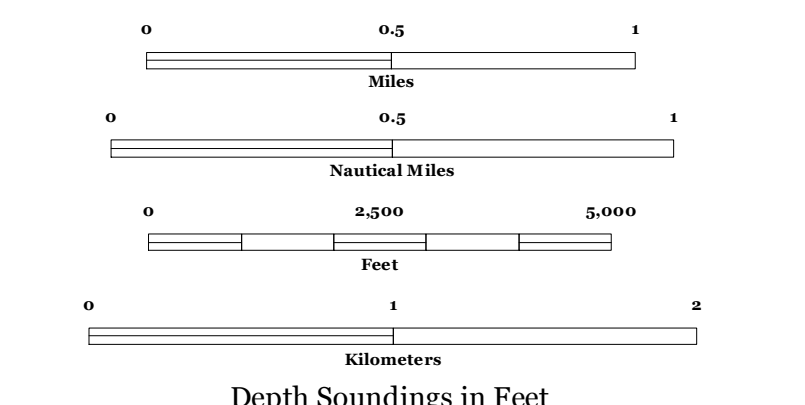 0 0.5 1
Miles
0 0.5 1
Nautical Miles
0 2,500 5,000
Feet
0 1 2
Kilometers
Depth Soundings in Feet